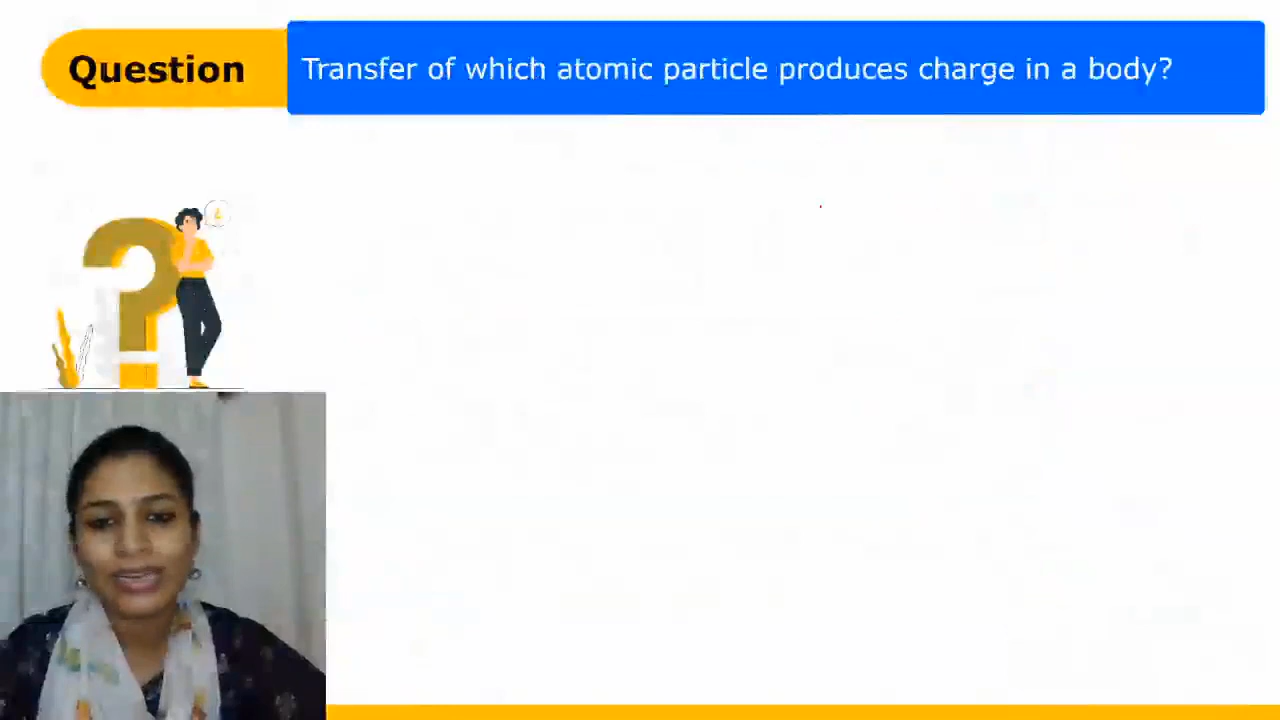 Question
Transfer of which atomic particle produces charge in a body?